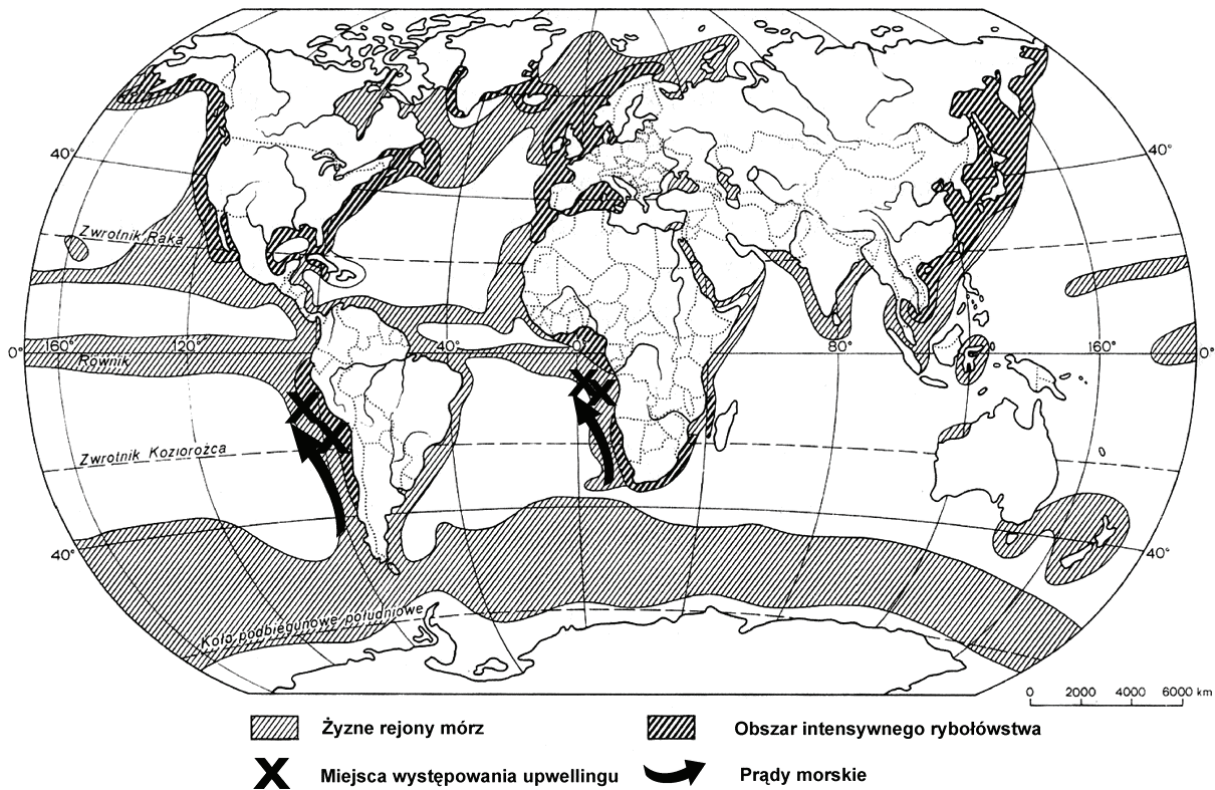 40°
40°
Zwrotnik Raka
0°
160°
120°
40°
0°
80°
160°
0°
Równik
Zwrotnik Koziorożca
40°
40°
Koło podbiegunowe południowe
0 2000 4000 6000 km
Żyzne rejony mórz
Obszar intensywnego rybołówstwa
X Miejsca występowania upwellingu
Prądy morskie